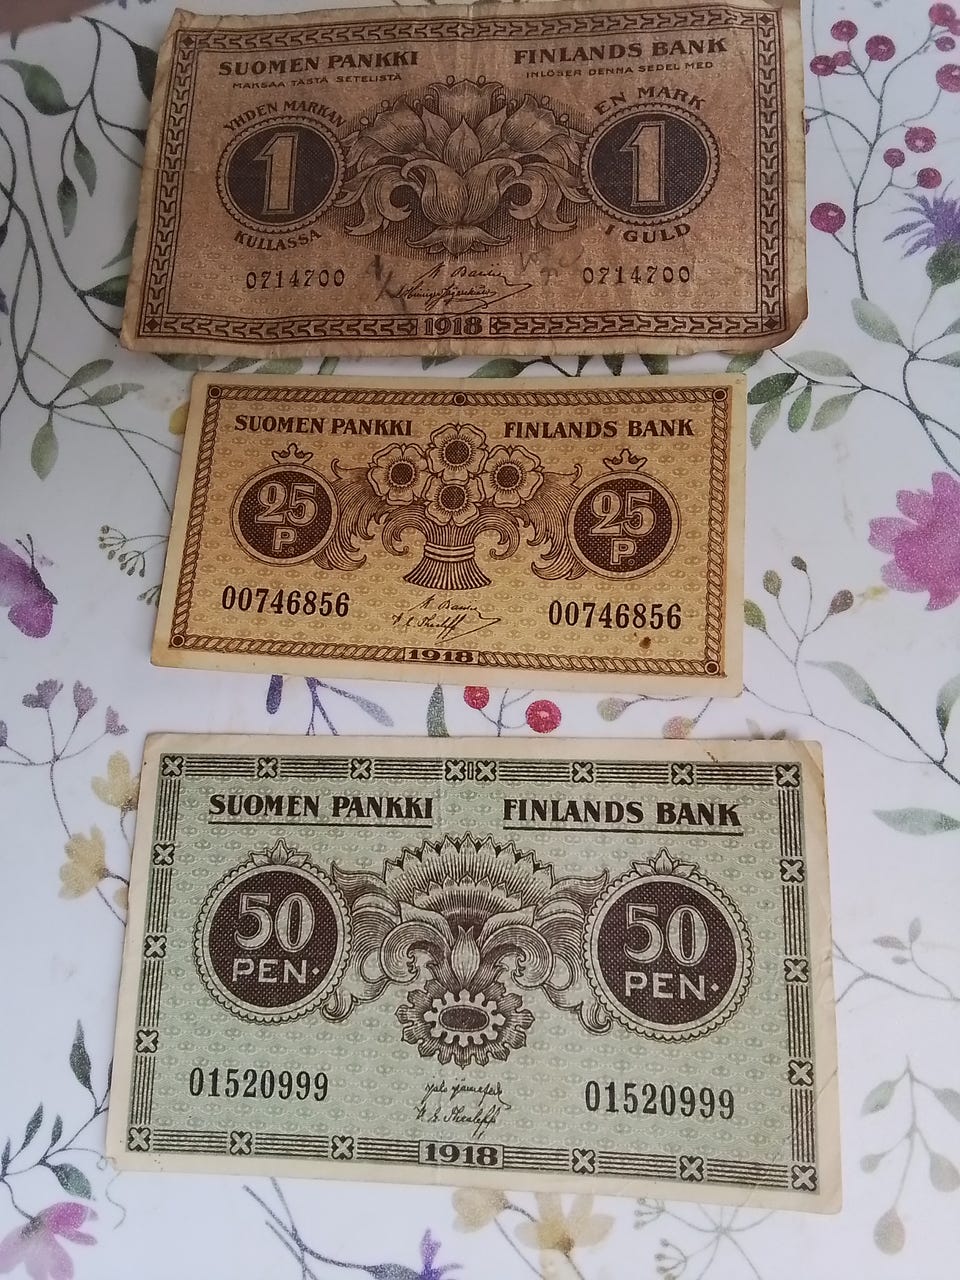 SUOMEN PANKKI FINLANDS BANK
MAKSAA TÄSTÄ SETELISTÄ INLÖSER DENNA SEDEL MED
YHDEN MARKAN EN MARK
1 1
KULLASSA I GULD
0714700 0714700
1918
SUOMEN PANKKI FINLANDS BANK
25 25
P. P.
00746856 00746856
1918
SUOMEN PANKKI FINLANDS BANK
50 50
PEN. PEN.
01520999 01520999
1918